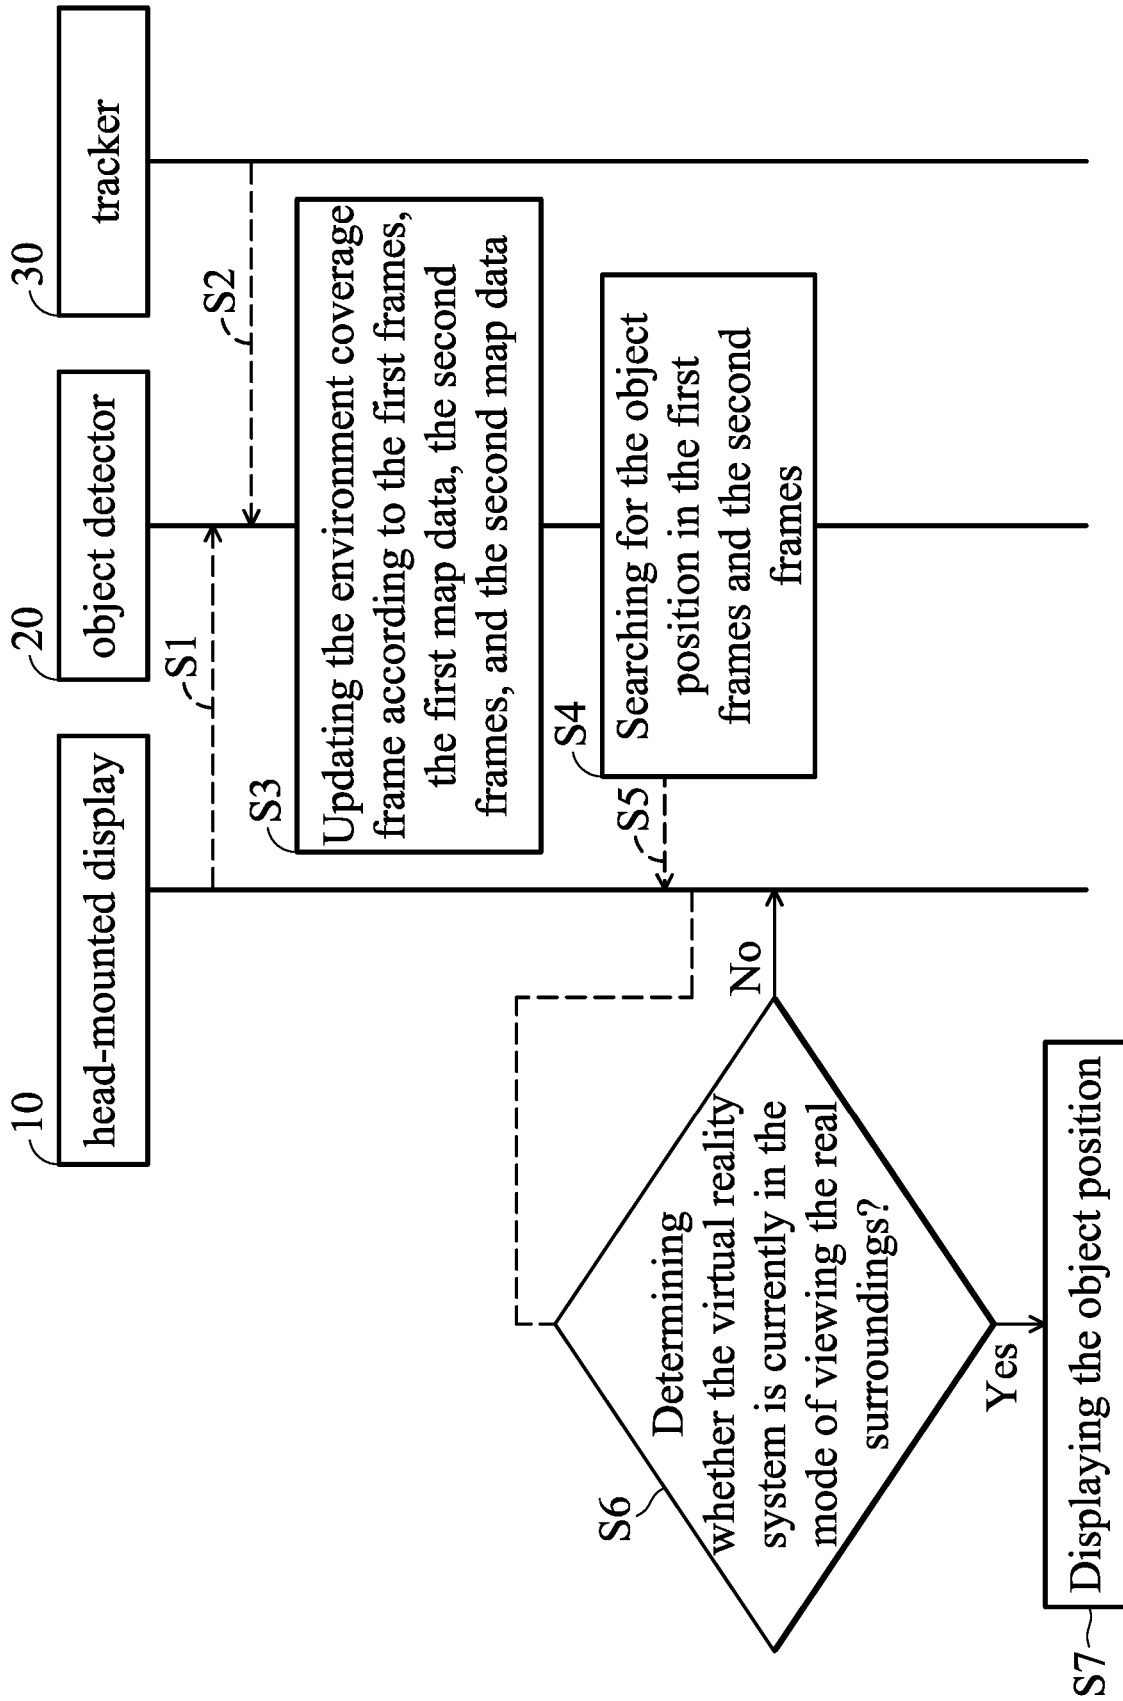 10
head-mounted display
20
object detector
30
tracker
S1
S2
S3
Updating the environment coverage
frame according to the first frames,
the first map data, the second
frames, and the second map data
S4
Searching for the object
position in the first
frames and the second
frames
S5
S6
Determining
whether the virtual reality
system is currently in the
mode of viewing the real
surroundings?
No
Yes
S7
Displaying the object position